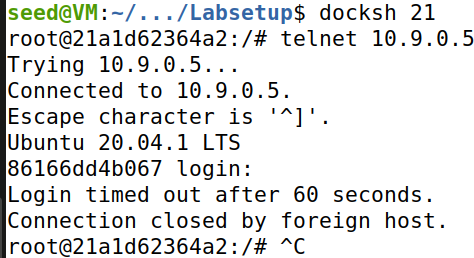 seed@VM:~/.../Labsetup$ docksh 21
root@21a1d62364a2:/# telnet 10.9.0.5
Trying 10.9.0.5...
Connected to 10.9.0.5.
Escape character is '^]'.
Ubuntu 20.04.1 LTS
86166dd4b067 login:
Login timed out after 60 seconds.
Connection closed by foreign host.
root@21a1d62364a2:/# ^C